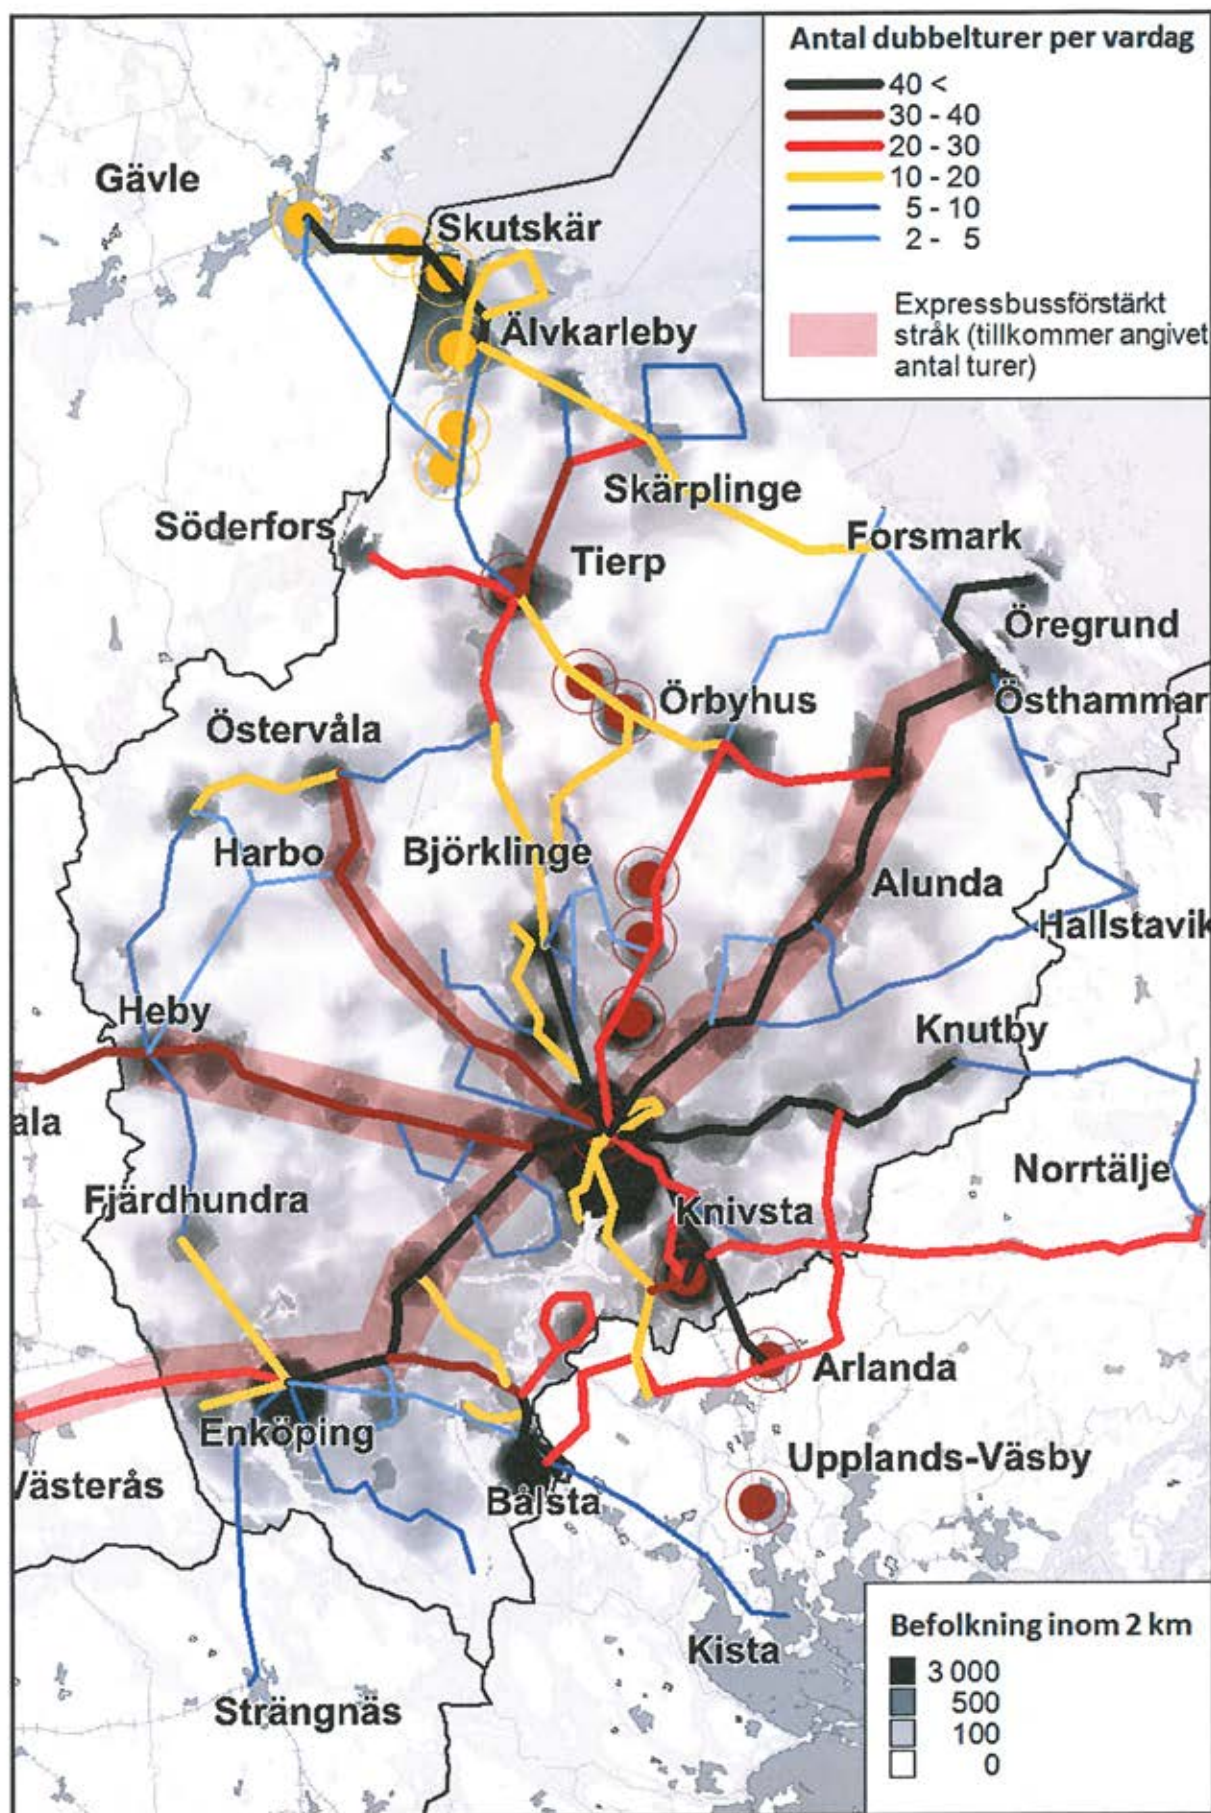 Antal dubbelturer per vardag
40 <
30 - 40
20 - 30
10 - 20
5 - 10
2 - 5
Expressbussförstärkt
stråk (tillkommer angivet
antal turer)
Gävle
Skutskär
Älvkarleby
Skärplinge
Söderfors
Tierp
Forsmark
Öregrund
Östhammar
Örbyhus
Östervåla
Harbo
Björklinge
Alunda
Hallstavik
Heby
Knutby
ala
Norrtälje
Fjärdhundra
Knivsta
Arlanda
Enköping
Upplands-Väsby
Västerås
Bålsta
Kista
Strängnäs
Befolkning inom 2 km
3 000
500
100
0